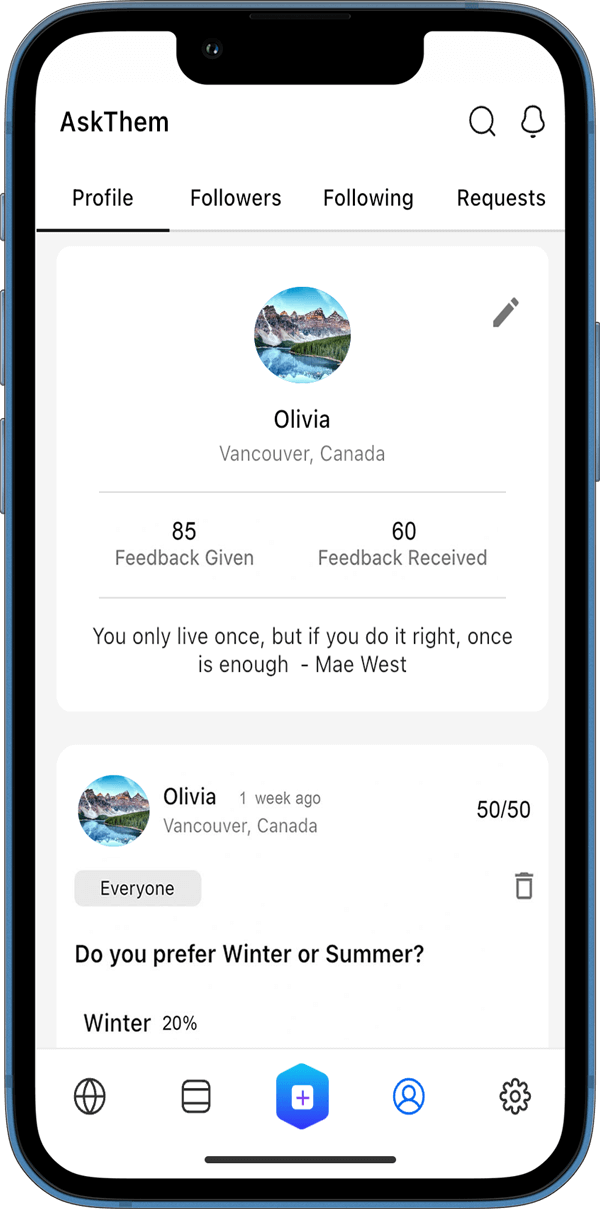 AskThem
Profile Followers Following Requests
Olivia
Vancouver, Canada
85 60
Feedback Given Feedback Received
You only live once, but if you do it right, once
is enough - Mae West
Olivia 1 week ago
50/50
Vancouver, Canada
Everyone
Do you prefer Winter or Summer?
Winter 20%